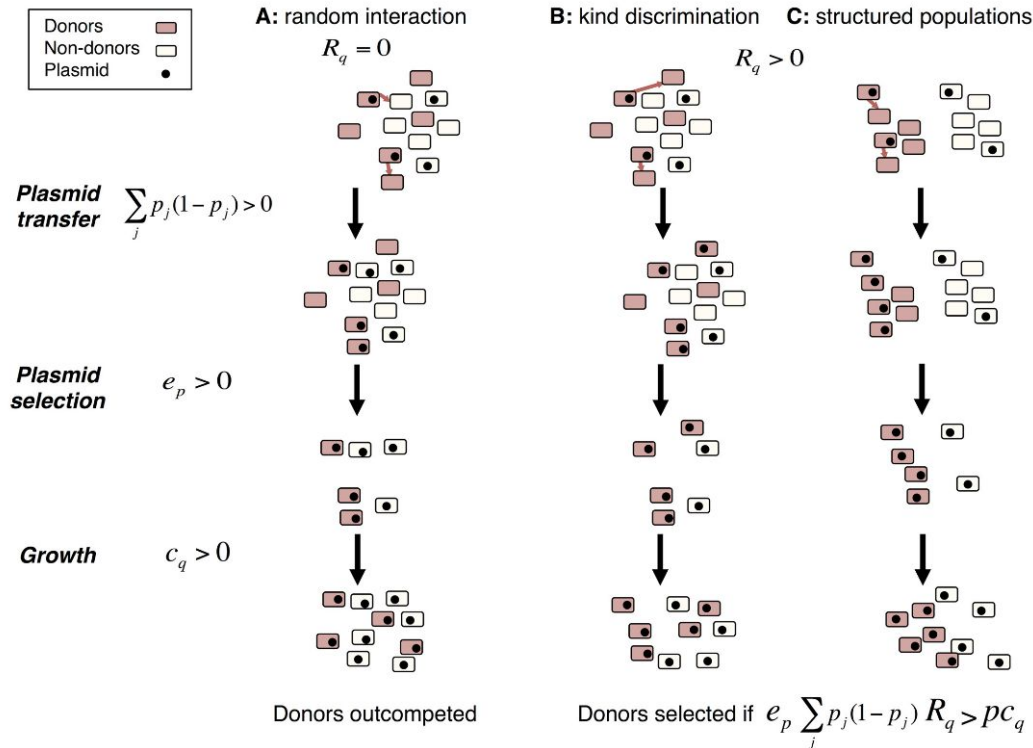 Donors
Non-donors
Plasmid
A: random interaction
B: kind discrimination
C: structured populations
R_q = 0
R_q > 0
Plasmid
transfer
∑_j p_j(1 − p_j) > 0
Plasmid
selection
e_p > 0
Growth
c_q > 0
Donors outcompeted
Donors selected if e_p ∑_j p_j(1 − p_j) R_q > pc_q